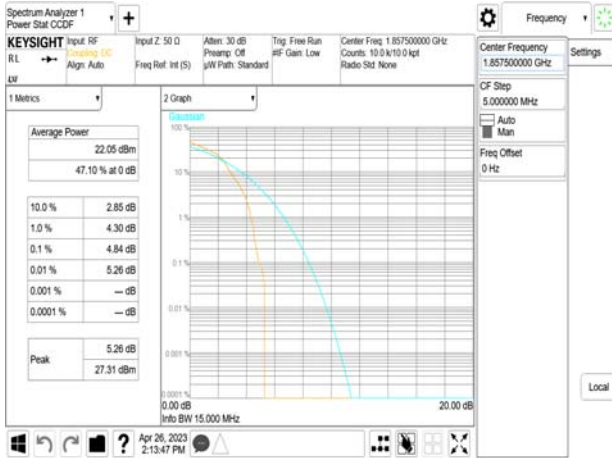 Spectrum Analyzer 1
Power Stat CCDF
Frequency
KEYSIGHT
RL
Input: RF
Coupling: DC
Align: Auto
Input Z: 50 Ω
Freq Ref: Int (S)
Atten: 30 dB
Preamp: Off
µW Path: Standard
Trig: Free Run
#IF Gain: Low
Center Freq: 1.857500000 GHz
Counts: 10.0 k/10.0 kpt
Radio Std: None
Center Frequency
1.857500000 GHz
Settings
CF Step
5.000000 MHz
Auto
Man
Freq Offset
0 Hz
1 Metrics
Average Power
22.05 dBm
47.10 % at 0 dB
10.0 % 2.85 dB
1.0 % 4.30 dB
0.1 % 4.84 dB
0.01 % 5.26 dB
0.001 % --- dB
0.0001 % --- dB
Peak
5.26 dB
27.31 dBm
2 Graph
Gaussian
100 %
10 %
1 %
0.1 %
0.01 %
0.001 %
0.0001 %
0.00 dB
20.00 dB
Info BW 15.000 MHz
Local
?
Apr 26, 2023
2:13:47 PM